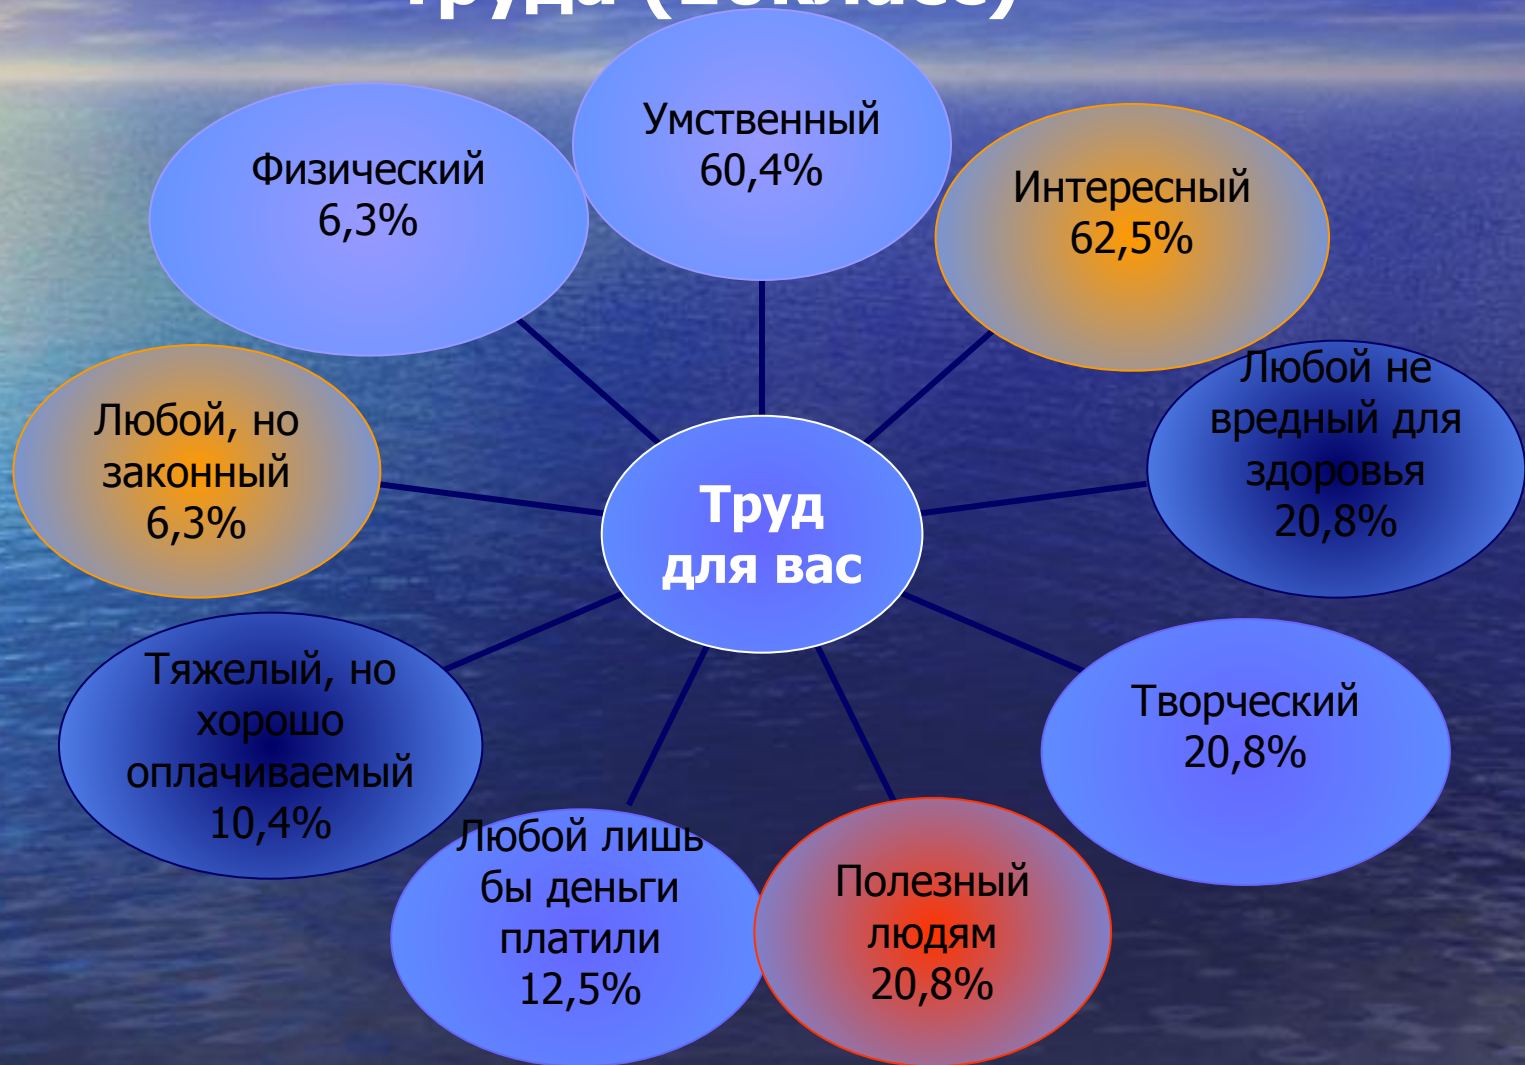 труда (10класс)
Умственный
60,4%
Физический
6,3%
Интересный
62,5%
Любой не
вредный для
здоровья
20,8%
Любой, но
законный
6,3%
Труд
для вас
Тяжелый, но
хорошо
оплачиваемый
10,4%
Творческий
20,8%
Любой лишь
бы деньги
платили
12,5%
Полезный
людям
20,8%